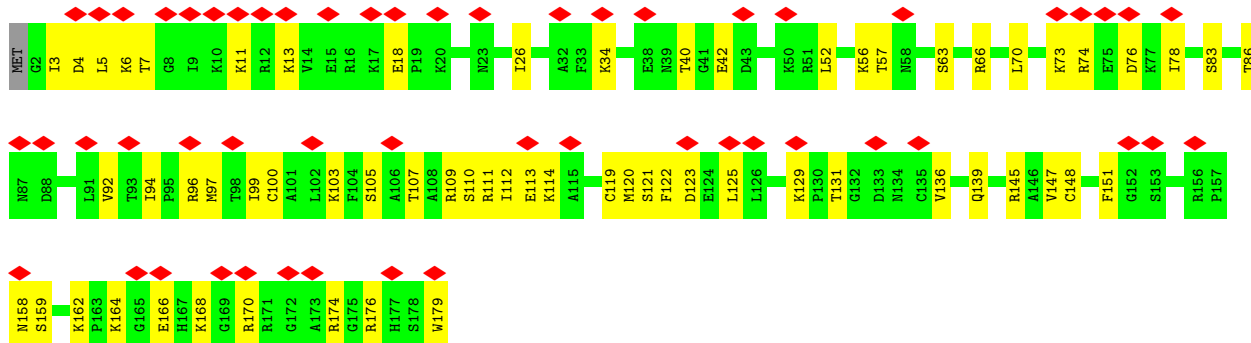 MET G2 I3 D4 L5 K6 T7 G8 I9 K10 K11 R12 K13 V14 E15 R16 K17 E18 P19 K20 N23 I26 A32 F33 K34 E38 N39 T40 G41 E42 D43 K50 R51 L52 K56 T57 N58 S63 R66 L70 K73 R74 E75 D76 K77 I78 S83 T86
N87 D88 L91 V92 T93 I94 P95 R96 M97 T98 I99 C100 A101 L102 K103 F104 S105 A106 T107 A108 R109 S110 R111 I112 E113 K114 A115 C119 M120 S121 F122 D123 E124 L125 L126 K129 P130 T131 G132 D133 N134 C135 V136 Q139 R145 A146 V147 C148 F151 G152 S153 R156 P157
N158 S159 K162 P163 K164 G165 E166 H167 K168 G169 R170 R171 G172 A173 R174 G175 R176 H177 S178 W179